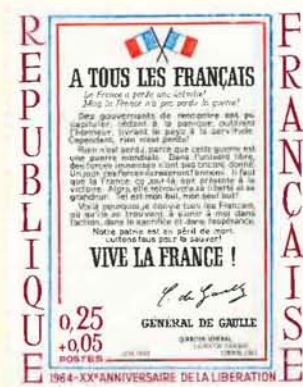 RÉPUBLIQUE
FRANÇAISE
A TOUS LES FRANÇAIS
La France a perdu une bataille!
Mais la France n'a pas perdu la guerre!
Des gouvernants de rencontre ont pu
capituler, cédant à la panique, oubliant
l'honneur, livrant le pays à la servitude.
Cependant, rien n'est perdu!
Rien n'est perdu, parce que cette guerre est
une guerre mondiale. Dans l'univers libre,
des forces immenses n'ont pas encore donné.
Un jour, ces forces écraseront l'ennemi. Il faut
que la France, ce jour-là, soit présente à la
victoire. Alors, elle retrouvera sa liberté et sa
grandeur. Tel est mon but, mon seul but!
Voilà pourquoi je convie tous les Français,
où qu'ils se trouvent, à s'unir à moi dans
l'action, dans le sacrifice et dans l'espérance.
Notre patrie est en péril de mort.
Luttons tous pour la sauver!
VIVE LA FRANCE !
C. de Gaulle
GÉNÉRAL DE GAULLE
QUARTIER GÉNÉRAL
0,25
+0,05
POSTES
1964-XXᵉ ANNIVERSAIRE DE LA LIBERATION